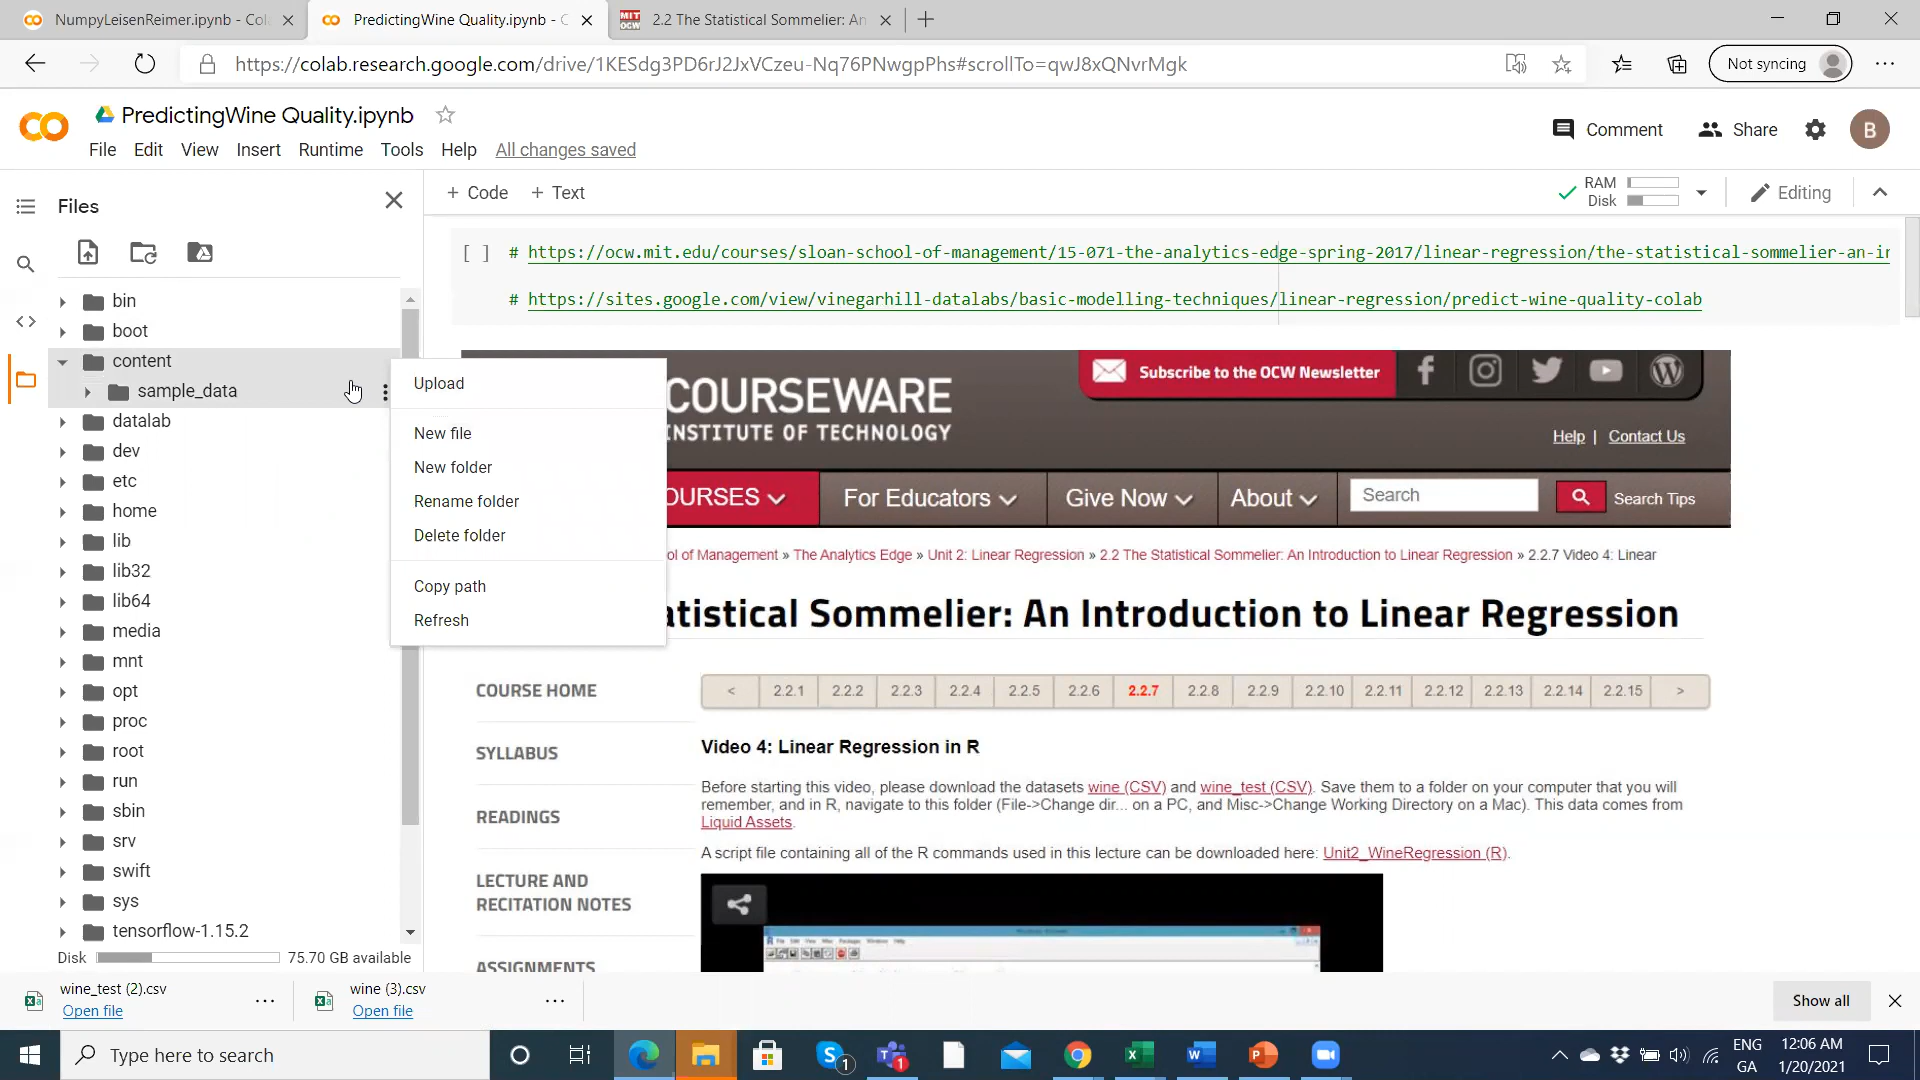 NumpyLeisenReimer.ipynb - Col
PredictingWine Quality.ipynb - C
MIT OCW
2.2 The Statistical Sommelier: An
https://colab.research.google.com/drive/1KESdg3PD6rJ2JxVCzeu-Nq76PNwgpPhs#scrollTo=qwJ8xQNvrMgk
Not syncing
PredictingWine Quality.ipynb
File Edit View Insert Runtime Tools Help All changes saved
Comment
Share
B
Files
+ Code + Text
RAM
Disk
Editing
bin
boot
content
sample_data
datalab
dev
etc
home
lib
lib32
lib64
media
mnt
opt
proc
root
run
sbin
srv
swift
sys
tensorflow-1.15.2
Disk 75.70 GB available
Upload
New file
New folder
Rename folder
Delete folder
Copy path
Refresh
[ ] # https://ocw.mit.edu/courses/sloan-school-of-management/15-071-the-analytics-edge-spring-2017/linear-regression/the-statistical-sommelier-an-in
# https://sites.google.com/view/vinegarhill-datalabs/basic-modelling-techniques/linear-regression/predict-wine-quality-colab
COURSEWARE
INSTITUTE OF TECHNOLOGY
Subscribe to the OCW Newsletter
Help | Contact Us
OURSES For Educators Give Now About Search Search Tips
ol of Management » The Analytics Edge » Unit 2: Linear Regression » 2.2 The Statistical Sommelier: An Introduction to Linear Regression » 2.2.7 Video 4: Linear
atistical Sommelier: An Introduction to Linear Regression
COURSE HOME
SYLLABUS
READINGS
LECTURE AND
RECITATION NOTES
ASSIGNMENTS
< 2.2.1 2.2.2 2.2.3 2.2.4 2.2.5 2.2.6 2.2.7 2.2.8 2.2.9 2.2.10 2.2.11 2.2.12 2.2.13 2.2.14 2.2.15 >
Video 4: Linear Regression in R
Before starting this video, please download the datasets wine (CSV) and wine_test (CSV). Save them to a folder on your computer that you will
remember, and in R, navigate to this folder (File->Change dir... on a PC, and Misc->Change Working Directory on a Mac). This data comes from
Liquid Assets.
A script file containing all of the R commands used in this lecture can be downloaded here: Unit2_WineRegression (R).
wine_test (2).csv
Open file
wine (3).csv
Open file
Show all
Type here to search
1
1
ENG
GA
12:06 AM
1/20/2021